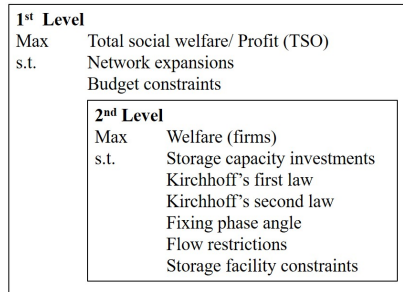 1st Level
Max Total social welfare/ Profit (TSO)
s.t. Network expansions
Budget constraints
2nd Level
Max Welfare (firms)
s.t. Storage capacity investments
Kirchhoff's first law
Kirchhoff's second law
Fixing phase angle
Flow restrictions
Storage facility constraints